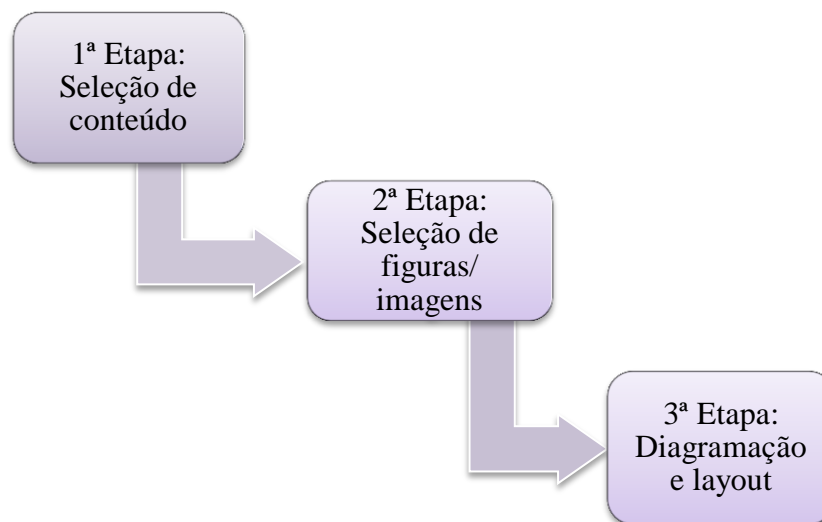 1ª Etapa:
Seleção de
conteúdo
2ª Etapa:
Seleção de
figuras/
imagens
3ª Etapa:
Diagramação
e layout